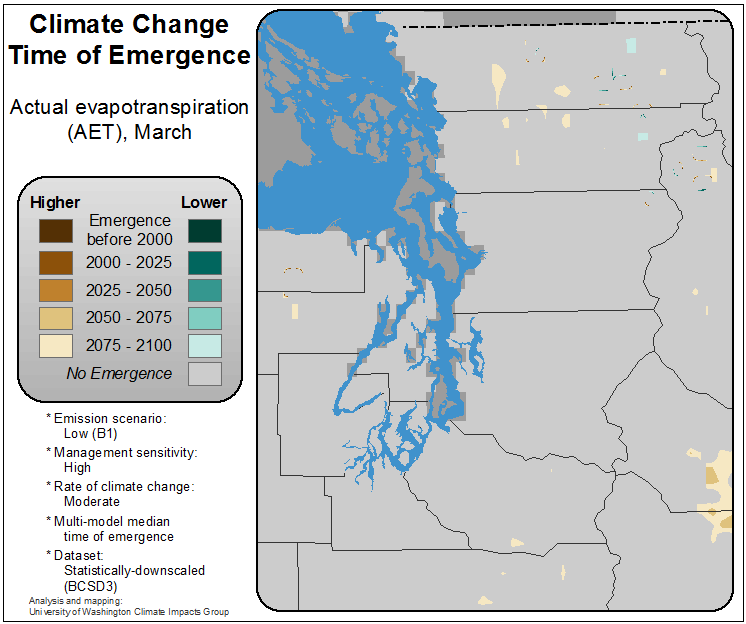 Climate Change
Time of Emergence
Actual evapotranspiration
(AET), March
Higher
Lower
Emergence
before 2000
2000 - 2025
2025 - 2050
2050 - 2075
2075 - 2100
No Emergence
* Emission scenario:
Low (B1)
* Management sensitivity:
High
* Rate of climate change:
Moderate
* Multi-model median
time of emergence
* Dataset:
Statistically-downscaled
(BCSD3)
Analysis and mapping:
University of Washington Climate Impacts Group